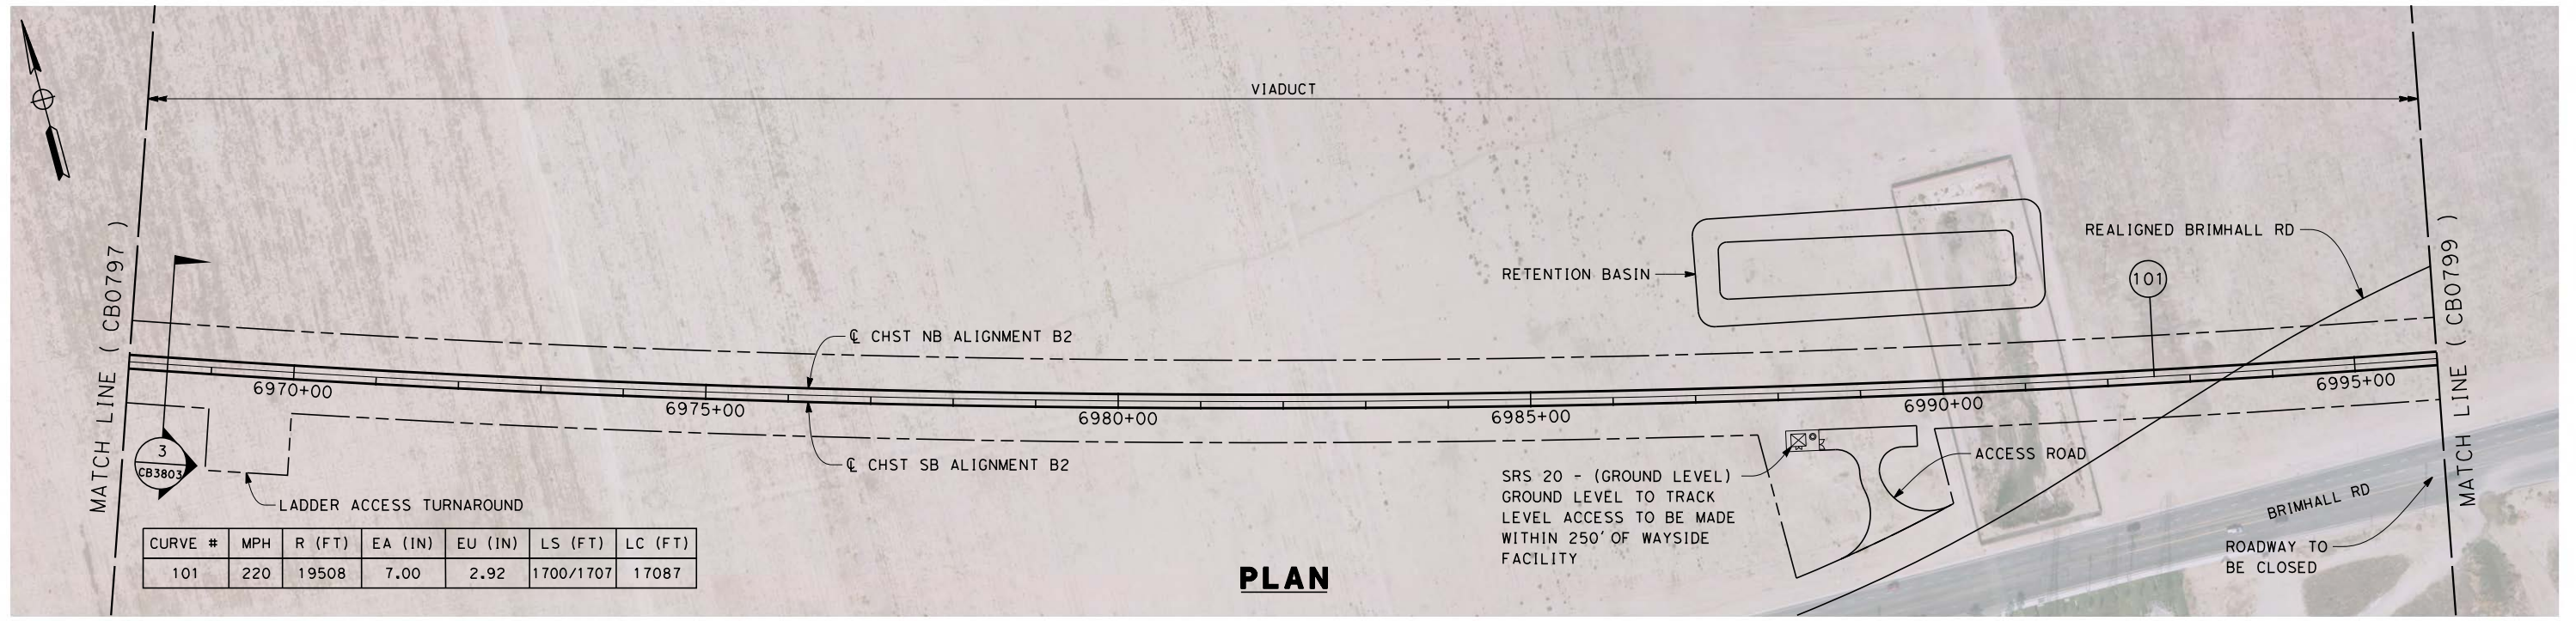 VIADUCT
MATCH LINE ( CB0797 )
REALIGNED BRIMHALL RD
RETENTION BASIN
101
MATCH LINE ( CB0799 )
℄ CHST NB ALIGNMENT B2
6970+00
6975+00
6980+00
6985+00
6990+00
6995+00
3
CB3803
℄ CHST SB ALIGNMENT B2
LADDER ACCESS TURNAROUND
SRS 20 - (GROUND LEVEL)
GROUND LEVEL TO TRACK
LEVEL ACCESS TO BE MADE
WITHIN 250' OF WAYSIDE
FACILITY
ACCESS ROAD
BRIMHALL RD
ROADWAY TO
BE CLOSED
CURVE # MPH R (FT) EA (IN) EU (IN) LS (FT) LC (FT)
101 220 19508 7.00 2.92 1700/1707 17087
PLAN